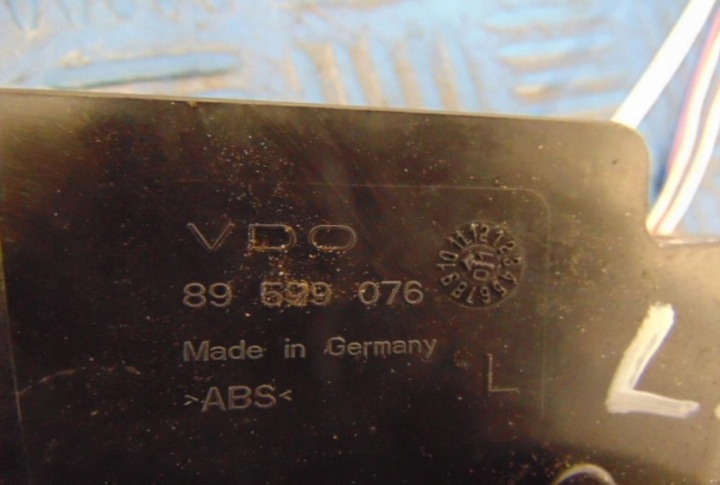 VDO
89 599 076
Made in Germany
>ABS<
L
L